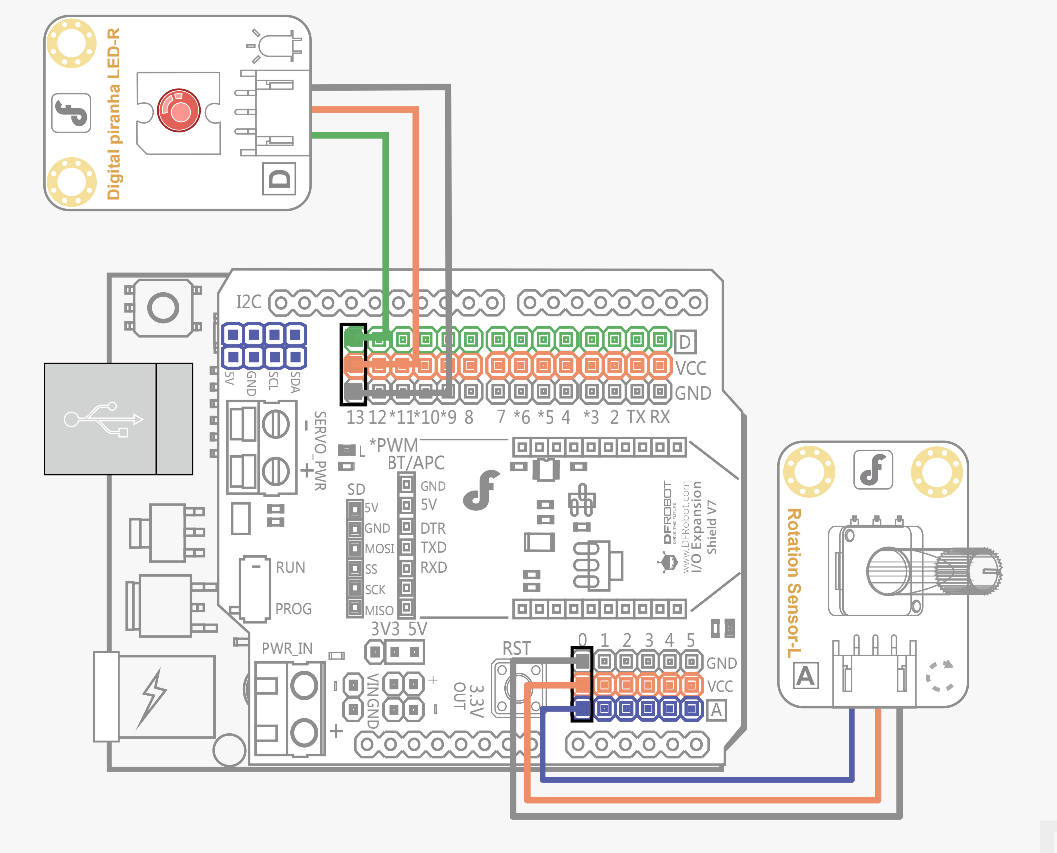 Digital piranha LED-R
D
I2C
5V
GND
SCL
SDA
D
VCC
GND
13 12 *11 *10 *9 8 7 *6 *5 4 *3 2 TX RX
SERVO_PWR
-
+
L
*PWM
BT/APC
GND
5V
DTR
TXD
RXD
SD
5V
GND
MOSI
SS
SCK
MISO
RUN
PROG
DFROBOT
www.DFRobot.com
I/O Expansion
Shield V7
3V3 5V
PWR_IN
VIN
GND
+
3.3V
OUT
RST
0 1 2 3 4 5
GND
VCC
A
Rotation Sensor-L
A